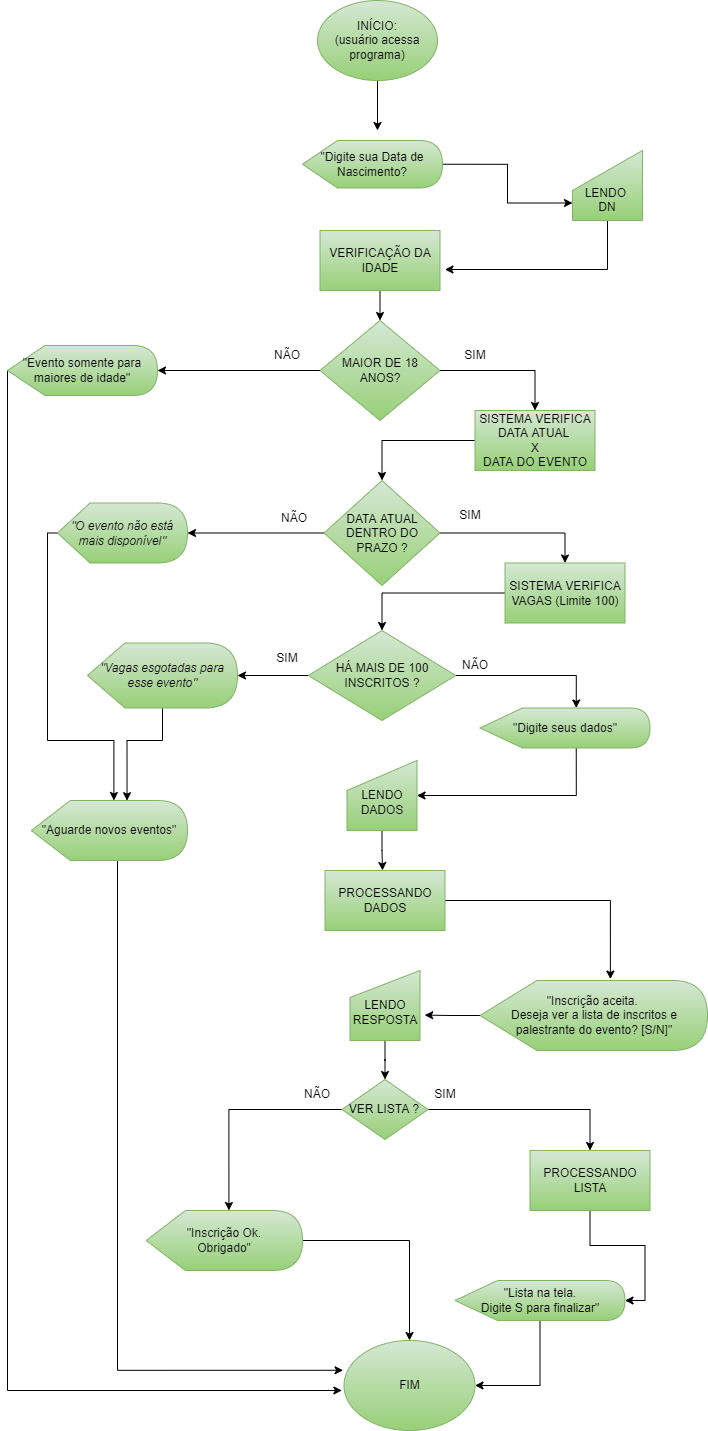 INÍCIO:
(usuário acessa
programa)
"Digite sua Data de
Nascimento?
LENDO
DN
VERIFICAÇÃO DA
IDADE
NÃO
MAIOR DE 18
ANOS?
SIM
"Evento somente para
maiores de idade"
SISTEMA VERIFICA
DATA ATUAL
X
DATA DO EVENTO
"O evento não está
mais disponível"
NÃO
DATA ATUAL
DENTRO DO
PRAZO ?
SIM
SISTEMA VERIFICA
VAGAS (Limite 100)
"Vagas esgotadas para
esse evento"
SIM
HÁ MAIS DE 100
INSCRITOS ?
NÃO
"Digite seus dados"
LENDO
DADOS
"Aguarde novos eventos"
PROCESSANDO
DADOS
"Inscrição aceita.
Deseja ver a lista de inscritos e
palestrante do evento? [S/N]"
LENDO
RESPOSTA
NÃO
VER LISTA ?
SIM
PROCESSANDO
LISTA
"Inscrição Ok.
Obrigado"
"Lista na tela.
Digite S para finalizar"
FIM